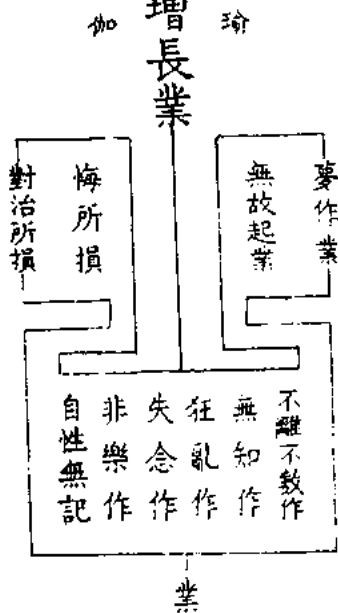 瑜
伽
增長業
夢作業
無故起業
悔所損
對治所損
不離不數作
無知作
狂亂作
失念作
非樂作
自性無記
業